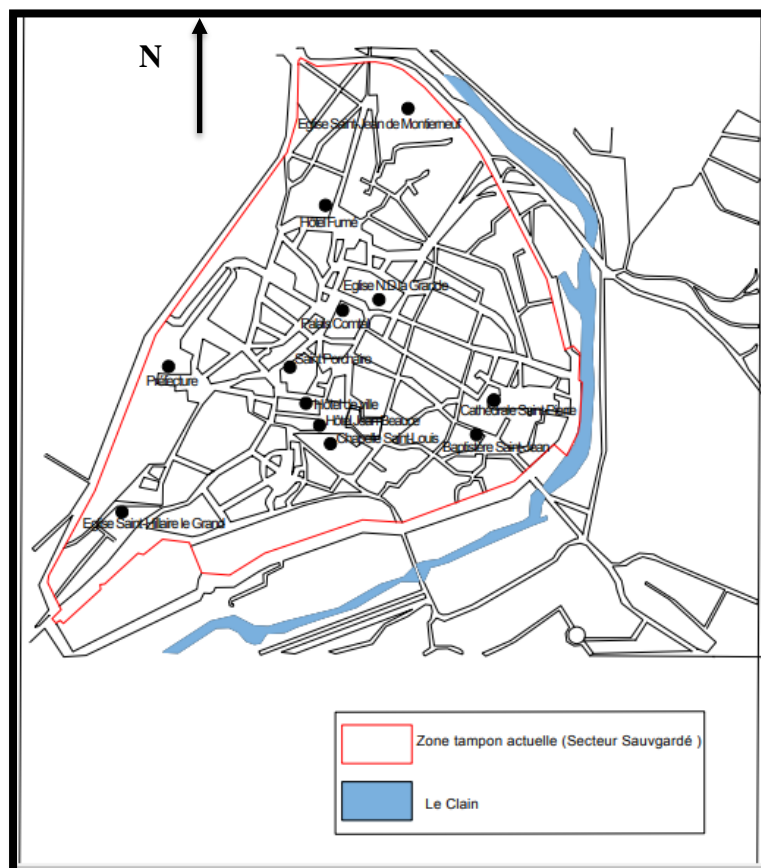 N
Eglise Saint-Jean de Montierneuf
Hôtel Fumé
Eglise N.D.la Grande
Palais Comtal
Saint Porchaire
Préfecture
Hôtel de ville
Cathédrale Saint-Pierre
Hôtel Jean Beaucé
Baptistère Saint-Jean
Chapelle Saint-Louis
Eglise Saint-Hilaire le Grand
Zone tampon actuelle (Secteur Sauvgardé )
Le Clain